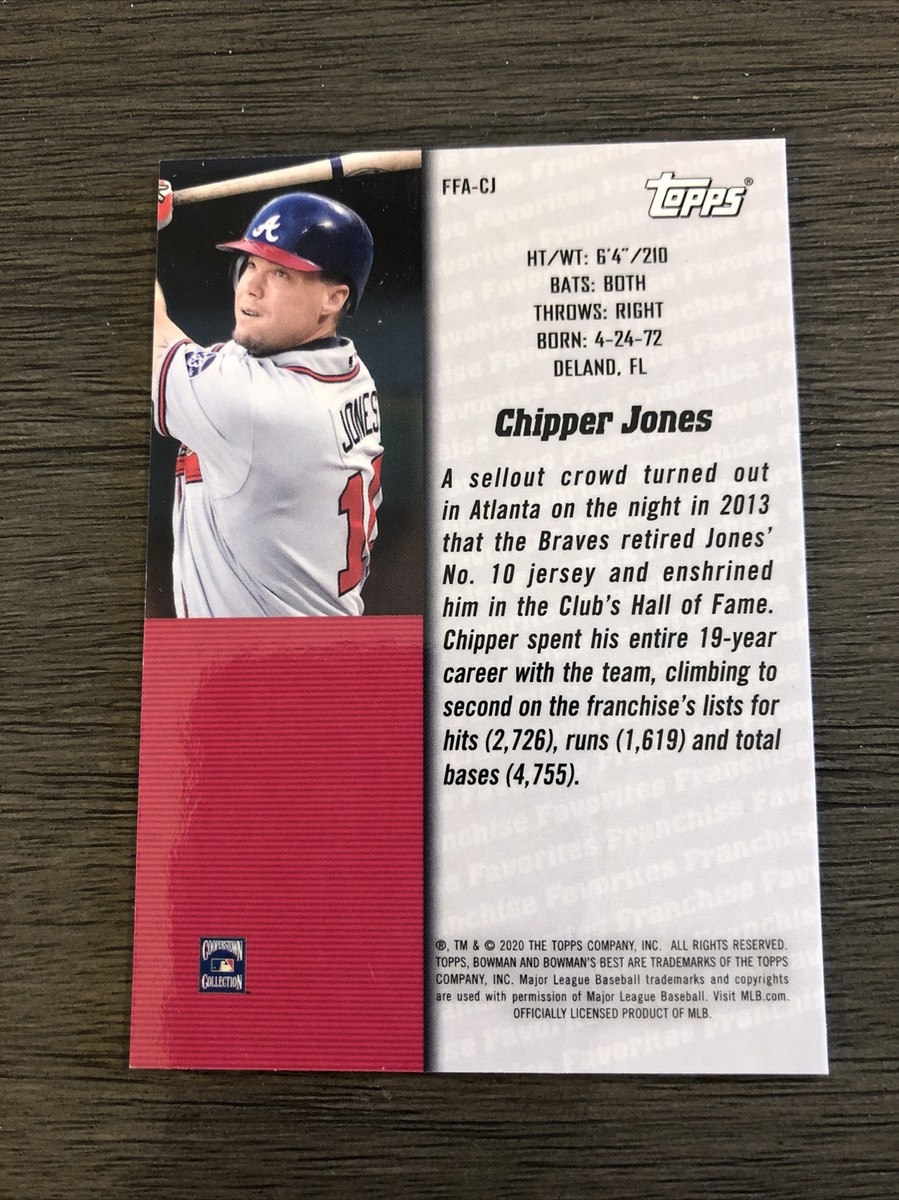 FFA-CJ
topps®
HT/WT: 6'4"/210
BATS: BOTH
THROWS: RIGHT
BORN: 4-24-72
DELAND, FL
A
JONES
Chipper Jones
A sellout crowd turned out
in Atlanta on the night in 2013
that the Braves retired Jones'
No. 10 jersey and enshrined
him in the Club's Hall of Fame.
Chipper spent his entire 19-year
career with the team, climbing to
second on the franchise's lists for
hits (2,726), runs (1,619) and total
bases (4,755).
COOPERSTOWN
COLLECTION
®, TM & © 2020 THE TOPPS COMPANY, INC. ALL RIGHTS RESERVED.
TOPPS, BOWMAN AND BOWMAN'S BEST ARE TRADEMARKS OF THE TOPPS
COMPANY, INC. Major League Baseball trademarks and copyrights
are used with permission of Major League Baseball. Visit MLB.com.
OFFICIALLY LICENSED PRODUCT OF MLB.